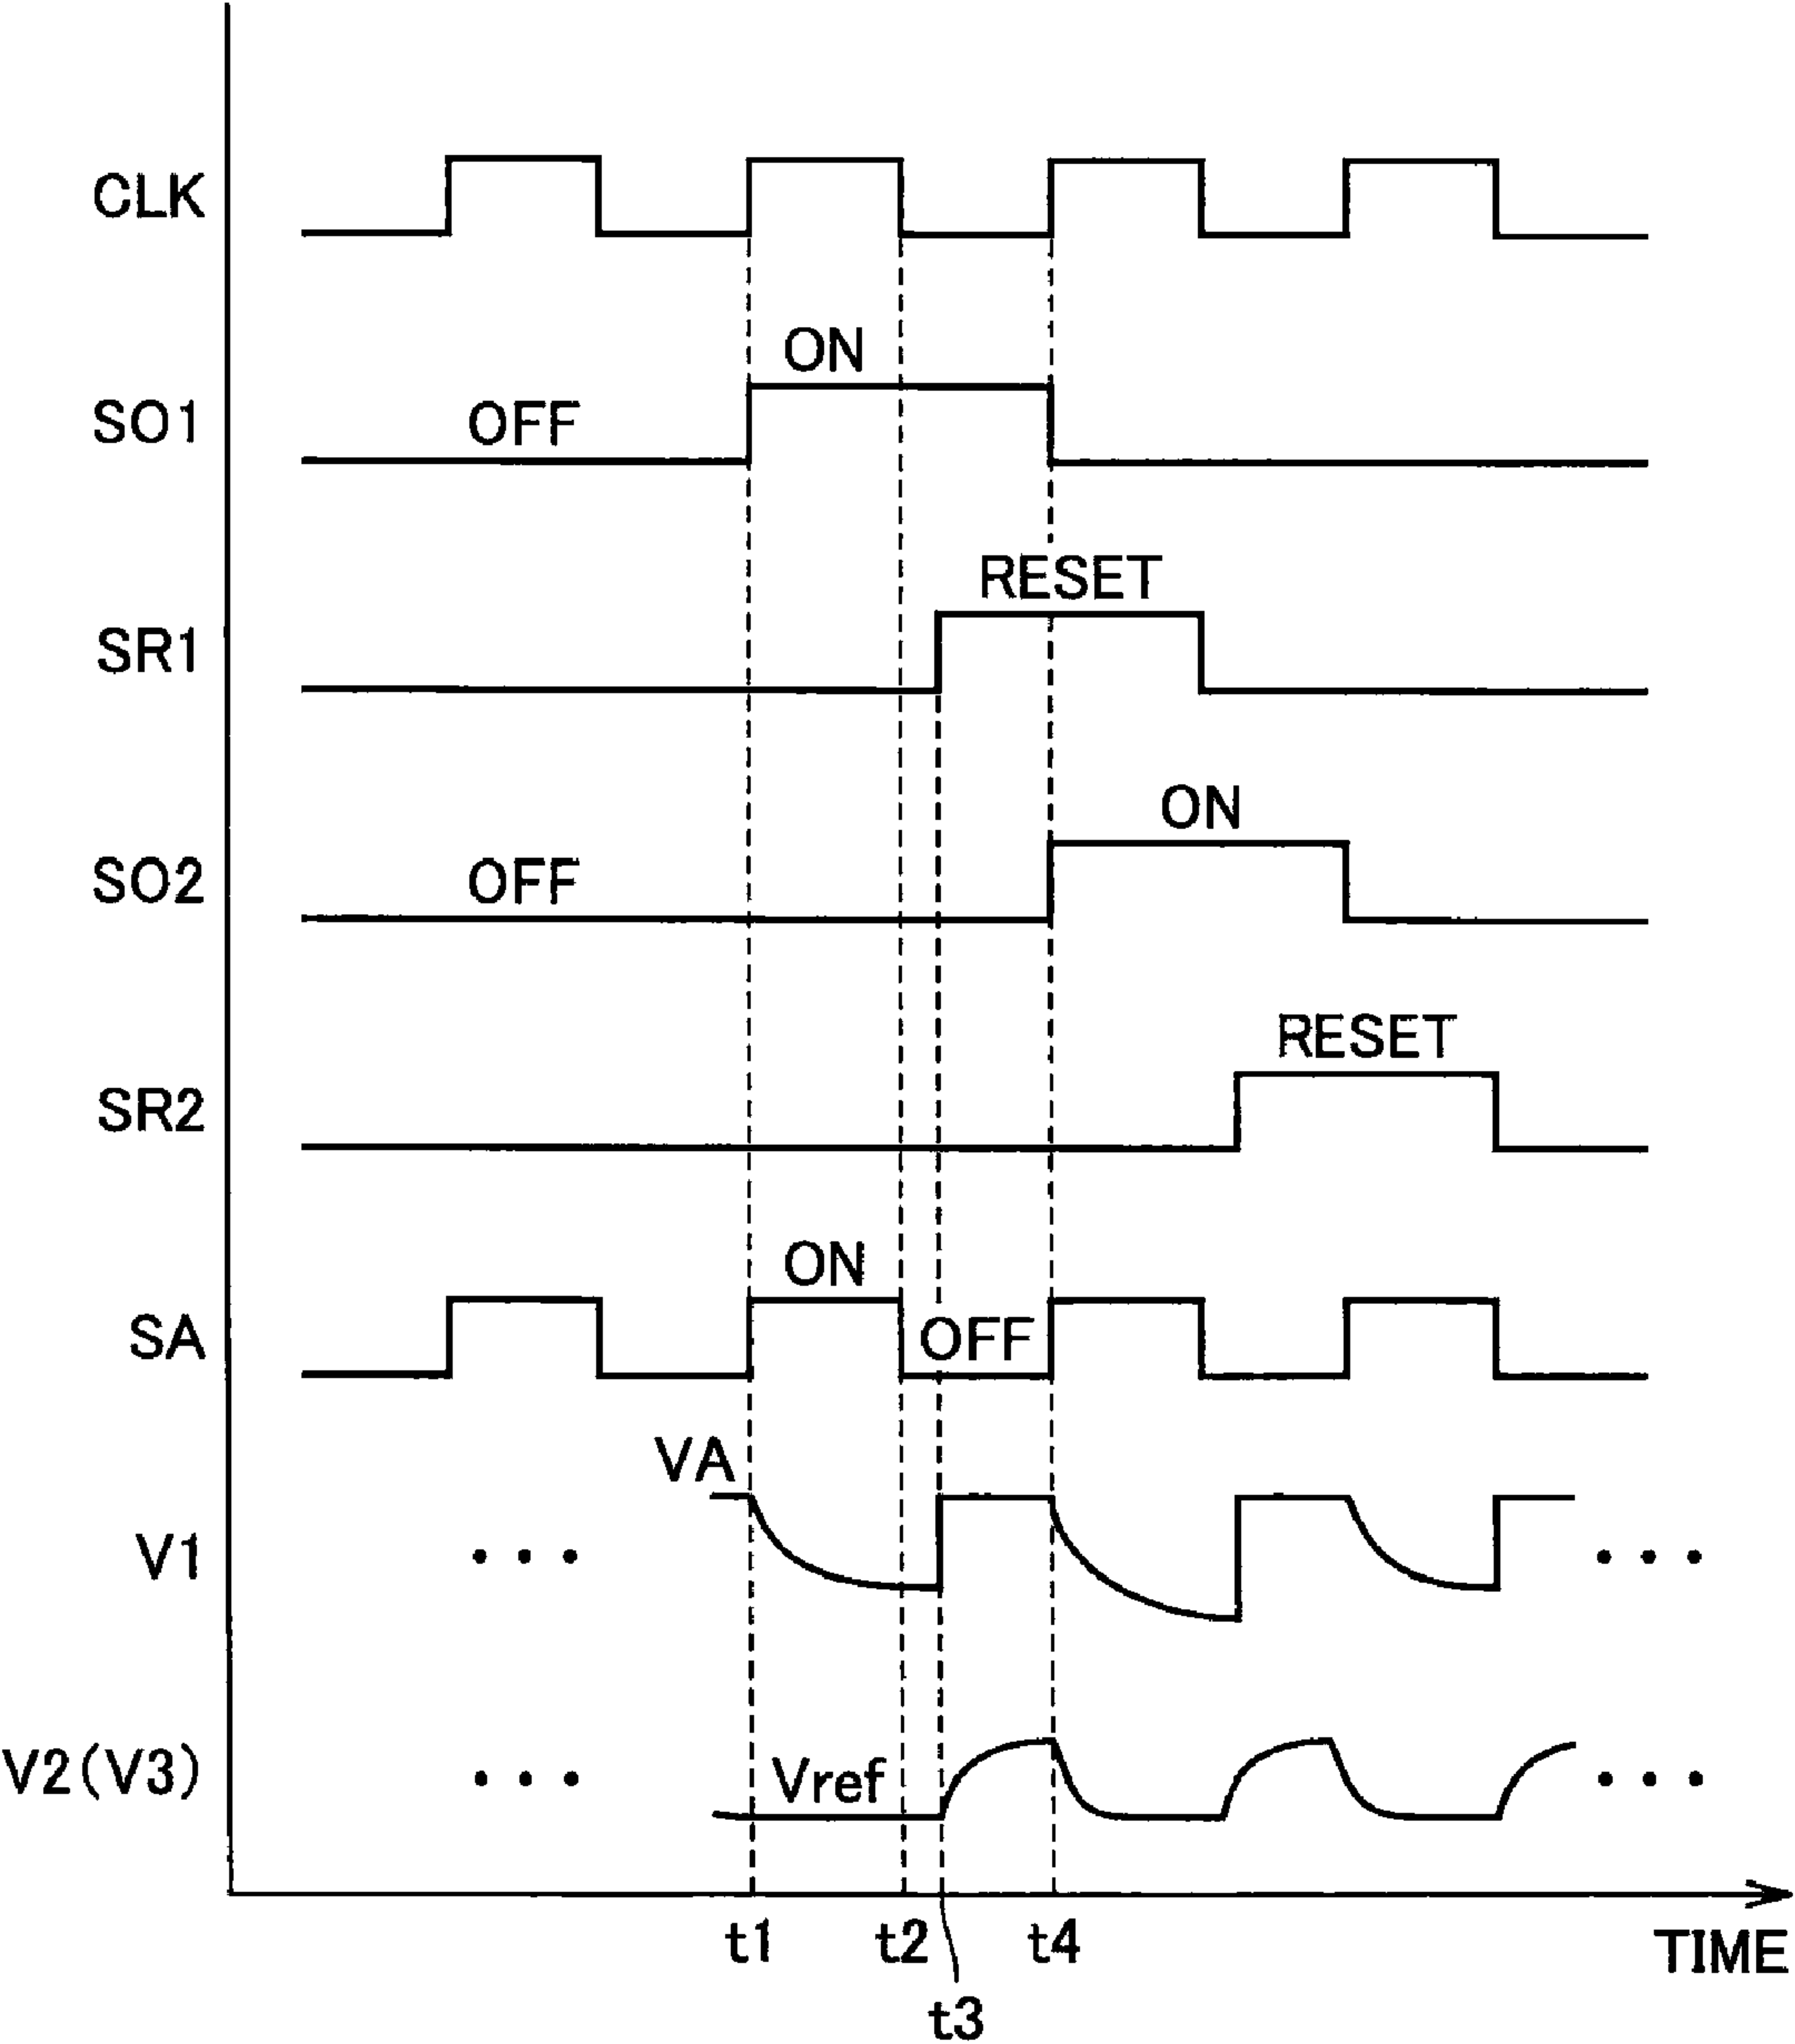 CLK
ON
SO1 OFF
RESET
SR1
ON
SO2 OFF
RESET
SR2
ON
SA OFF
VA
V1 ··· ···
V2(V3) ··· Vref ···
t1 t2 t4 TIME
t3